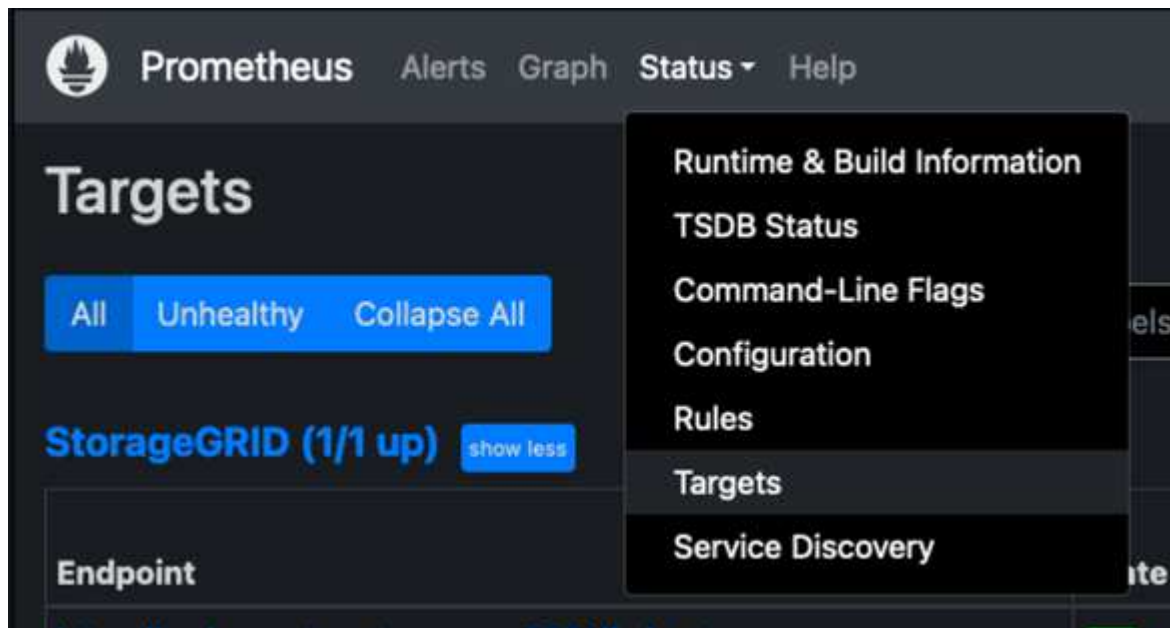 Prometheus Alerts Graph Status Help
Runtime & Build Information
Targets
TSDB Status
Command-Line Flags
All Unhealthy Collapse All
Configuration
Rules
StorageGRID (1/1 up) show less
Targets
Service Discovery
Endpoint